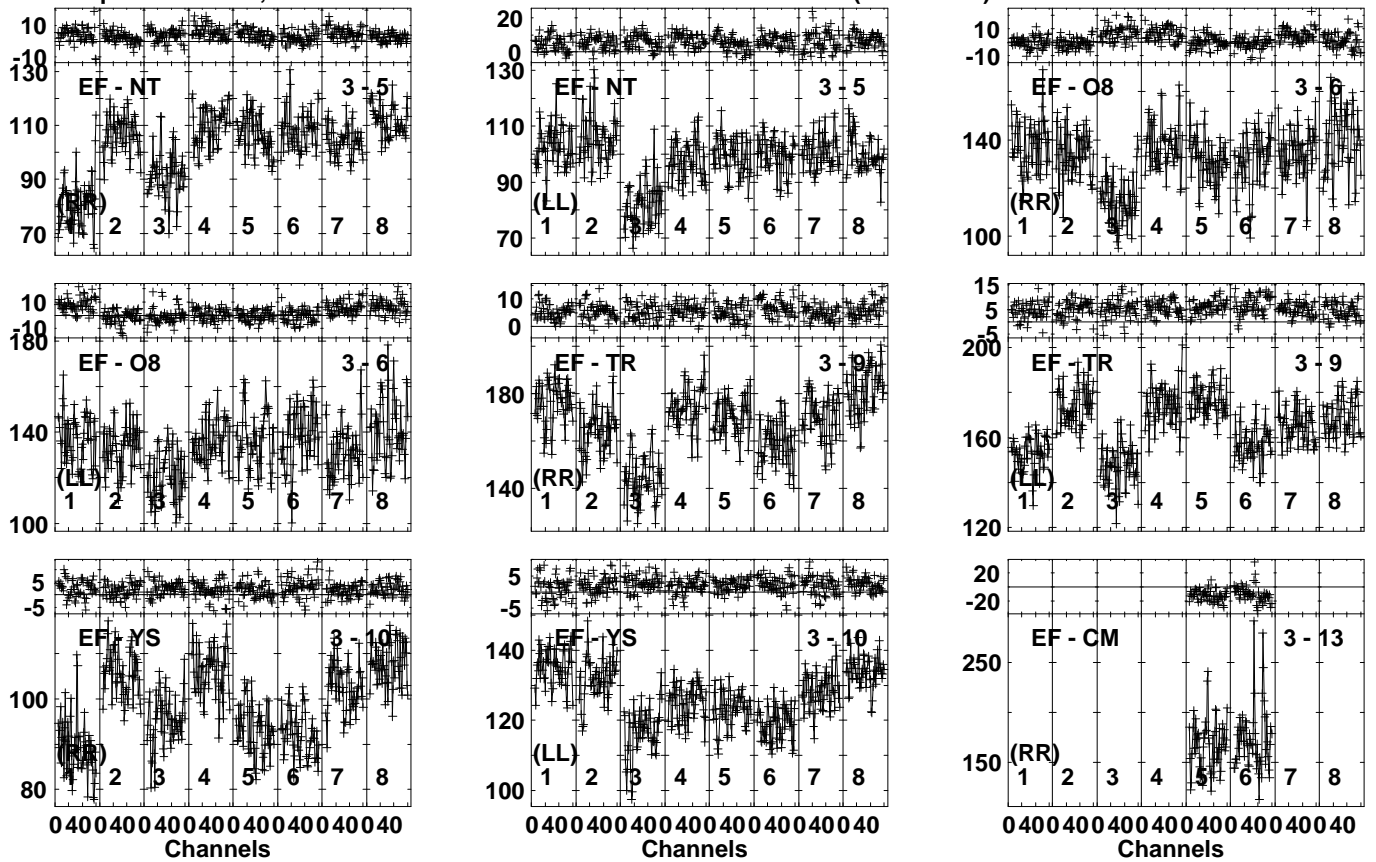 10 -10 20 0 10 -10
130 EF - NT 3 - 5 130 EF - NT 3 - 5 EF - O8 3 - 6
110 110 140
90 90
(RR) (LL) (RR)
70 1 2 3 4 5 6 7 8 70 1 2 3 4 5 6 7 8 100 1 2 3 4 5 6 7 8
10 -10 10 0 15 5 -5
180 EF - O8 3 - 6 EF - TR 3 - 9 200 EF - TR 3 - 9
140 180 160
(LL) (RR) (LL)
100 1 2 3 4 5 6 7 8 140 1 2 3 4 5 6 7 8 120 1 2 3 4 5 6 7 8
5 -5 5 -5 20 -20
EF - YS 3 - 10 140 EF - YS 3 - 10 EF - CM 3 - 13
100 120 250
(RR) (LL) (RR) 150
80 1 2 3 4 5 6 7 8 100 1 2 3 4 5 6 7 8 1 2 3 4 5 6 7 8
0 40 0 40 0 40 0 40 0 40 0 40 0 40 0 40 0 40 0 40 0 40 0 40 0 40 0 40 0 40 0 40 0 40 0 40 0 40 0 40 0 40 0 40 0 40 0 40
Channels Channels Channels